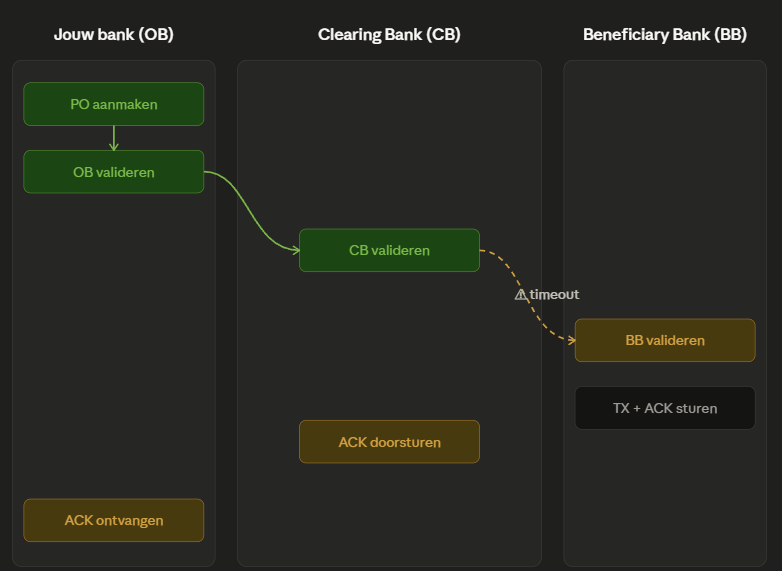 Jouw bank (OB)
Clearing Bank (CB)
Beneficiary Bank (BB)
PO aanmaken
OB valideren
CB valideren
⚠ timeout
BB valideren
TX + ACK sturen
ACK doorsturen
ACK ontvangen